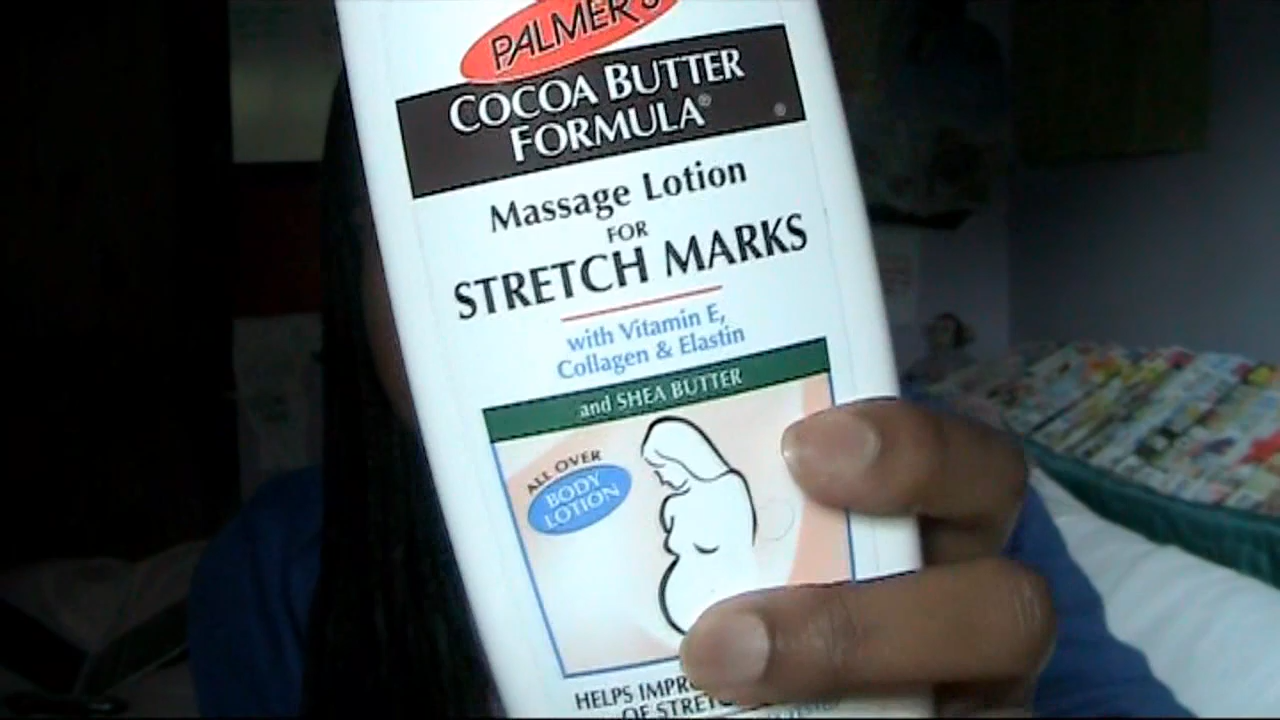 PALMER'S
COCOA BUTTER
FORMULA®
®
Massage Lotion
FOR
STRETCH MARKS
with Vitamin E,
Collagen & Elastin
and SHEA BUTTER
ALL OVER
BODY
LOTION
HELPS
OF